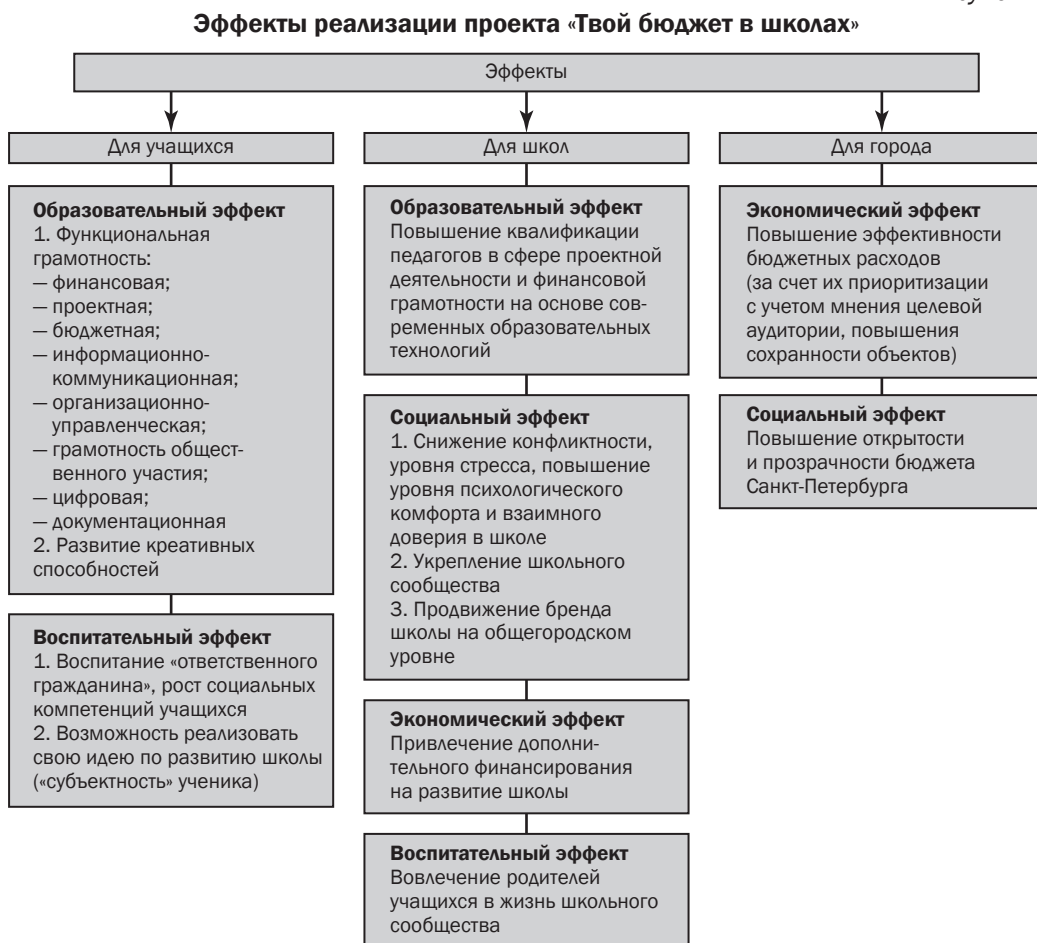 Эффекты реализации проекта «Твой бюджет в школах»
Эффекты
Для учащихся
Образовательный эффект
1. Функциональная
грамотность:
— финансовая;
— проектная;
— бюджетная;
— информационно-
коммуникационная;
— организационно-
управленческая;
— грамотность общест-
венного участия;
— цифровая;
— документационная
2. Развитие креативных
способностей
Воспитательный эффект
1. Воспитание «ответственного
гражданина», рост социальных
компетенций учащихся
2. Возможность реализовать
свою идею по развитию школы
(«субъектность» ученика)
Для школ
Образовательный эффект
Повышение квалификации
педагогов в сфере проектной
деятельности и финансовой
грамотности на основе сов-
ременных образовательных
технологий
Социальный эффект
1. Снижение конфликтности,
уровня стресса, повышение
уровня психологического
комфорта и взаимного
доверия в школе
2. Укрепление школьного
сообщества
3. Продвижение бренда
школы на общегородском
уровне
Экономический эффект
Привлечение дополни-
тельного финансирования
на развитие школы
Воспитательный эффект
Вовлечение родителей
учащихся в жизнь школьного
сообщества
Для города
Экономический эффект
Повышение эффективности
бюджетных расходов
(за счет их приоритизации
с учетом мнения целевой
аудитории, повышения
сохранности объектов)
Социальный эффект
Повышение открытости
и прозрачности бюджета
Санкт-Петербурга